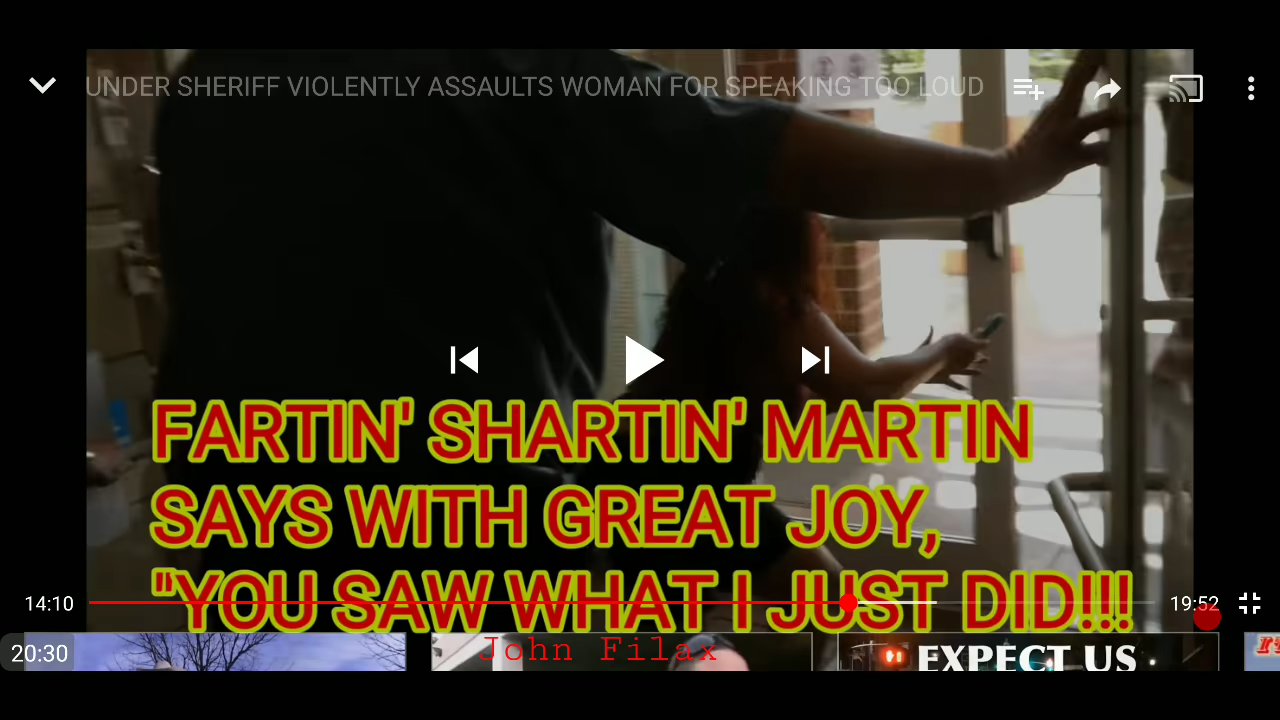 UNDER SHERIFF VIOLENTLY ASSAULTS WOMAN FOR SPEAKING TOO LOUD
FARTIN' SHARTIN' MARTIN
SAYS WITH GREAT JOY,
"YOU SAW WHAT I JUST DID!!!
14:10
19:52
20:30
John Filax
EXPECT US